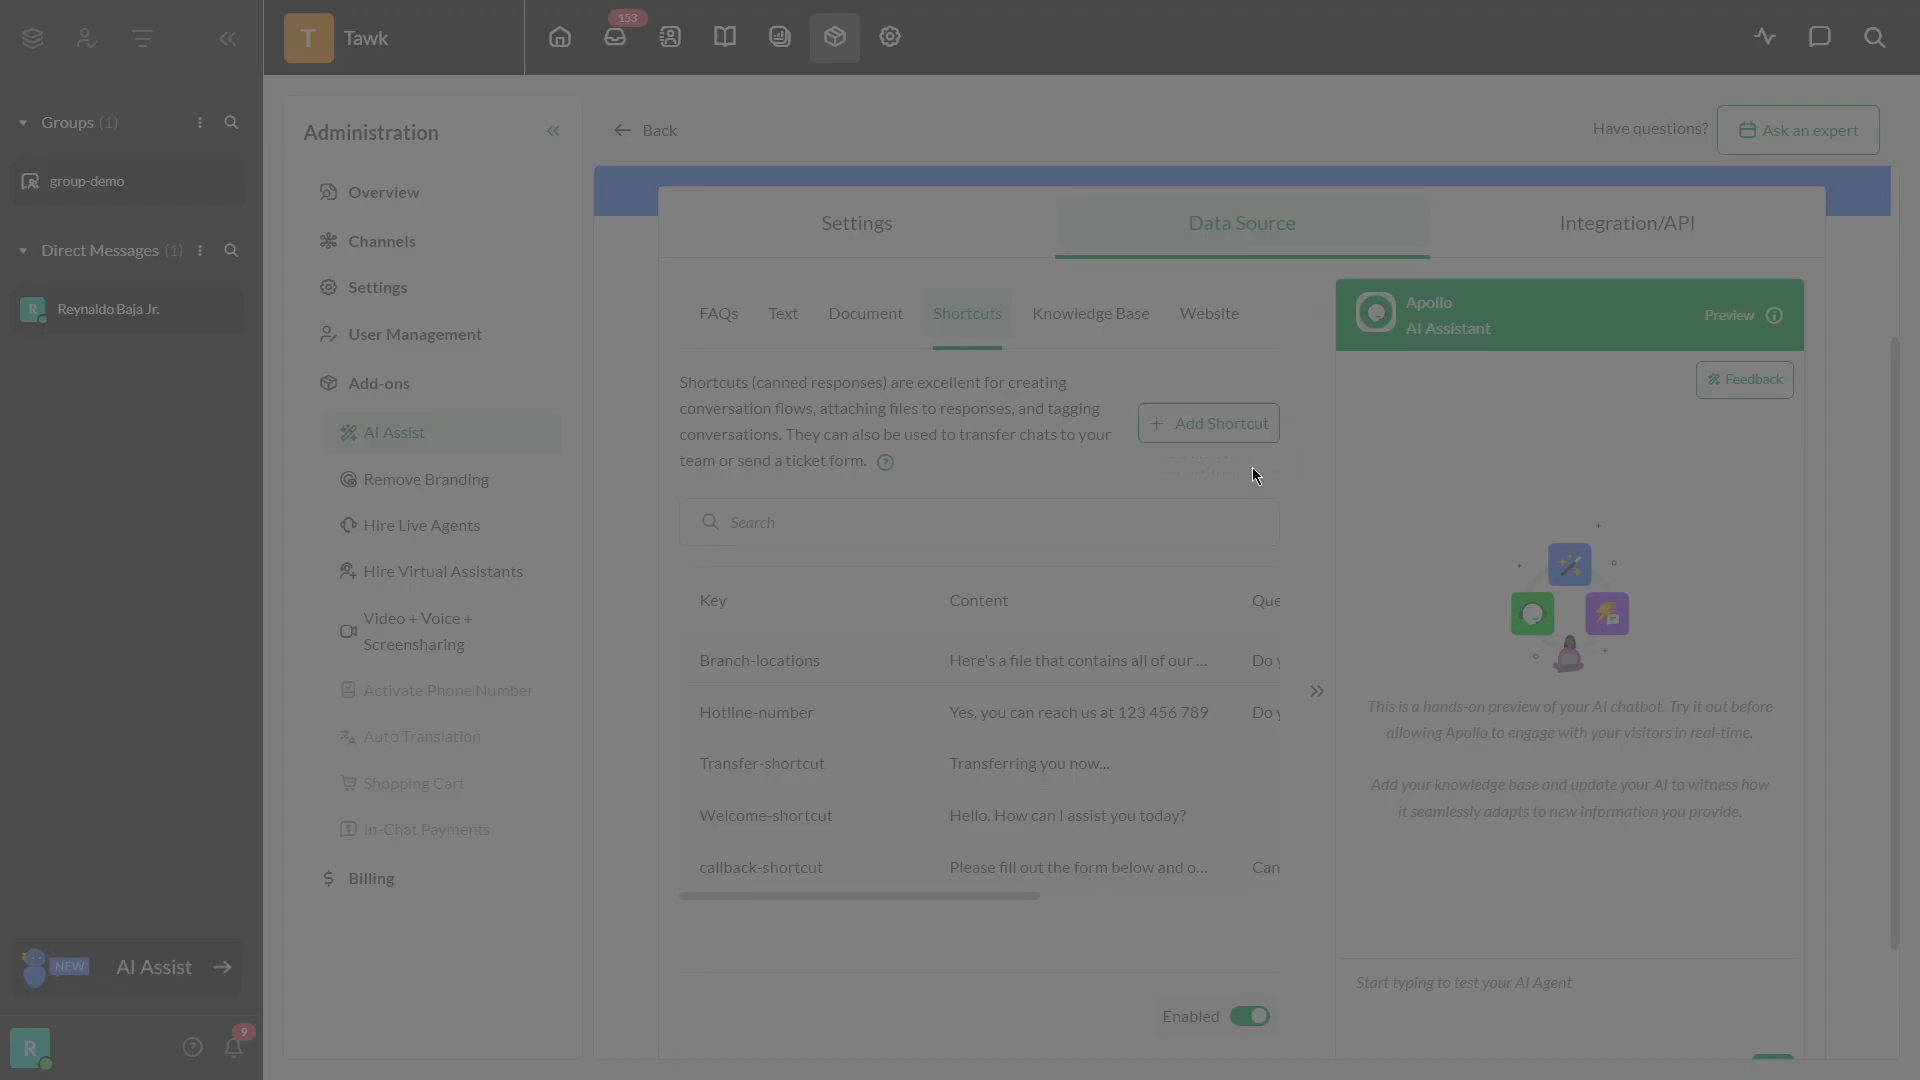 T
Tawk
153
Groups (1)
group-demo
Direct Messages (1)
R
Reynaldo Baja Jr.
NEW
AI Assist
R
9
Administration
Overview
Channels
Settings
User Management
Add-ons
AI Assist
Remove Branding
Hire Live Agents
Hire Virtual Assistants
Video + Voice +
Screensharing
Activate Phone Number
Auto Translation
Shopping Cart
In-Chat Payments
Billing
Back
Have questions?
Ask an expert
Settings
Data Source
Integration/API
FAQs
Text
Document
Shortcuts
Knowledge Base
Website
Shortcuts (canned responses) are excellent for creating
conversation flows, attaching files to responses, and tagging
conversations. They can also be used to transfer chats to your
team or send a ticket form.
+ Add Shortcut
Search
Key Content Que
Branch-locations Here's a file that contains all of our ... Do y
Hotline-number Yes, you can reach us at 123 456 789 Do y
Transfer-shortcut Transferring you now...
Welcome-shortcut Hello. How can I assist you today?
callback-shortcut Please fill out the form below and o... Can
Enabled
Apollo
AI Assistant
Preview
Feedback
This is a hands-on preview of your AI chatbot. Try it out before
allowing Apollo to engage with your visitors in real-time.
Add your knowledge base and update your AI to witness how
it seamlessly adapts to new information you provide.
Start typing to test your AI Agent